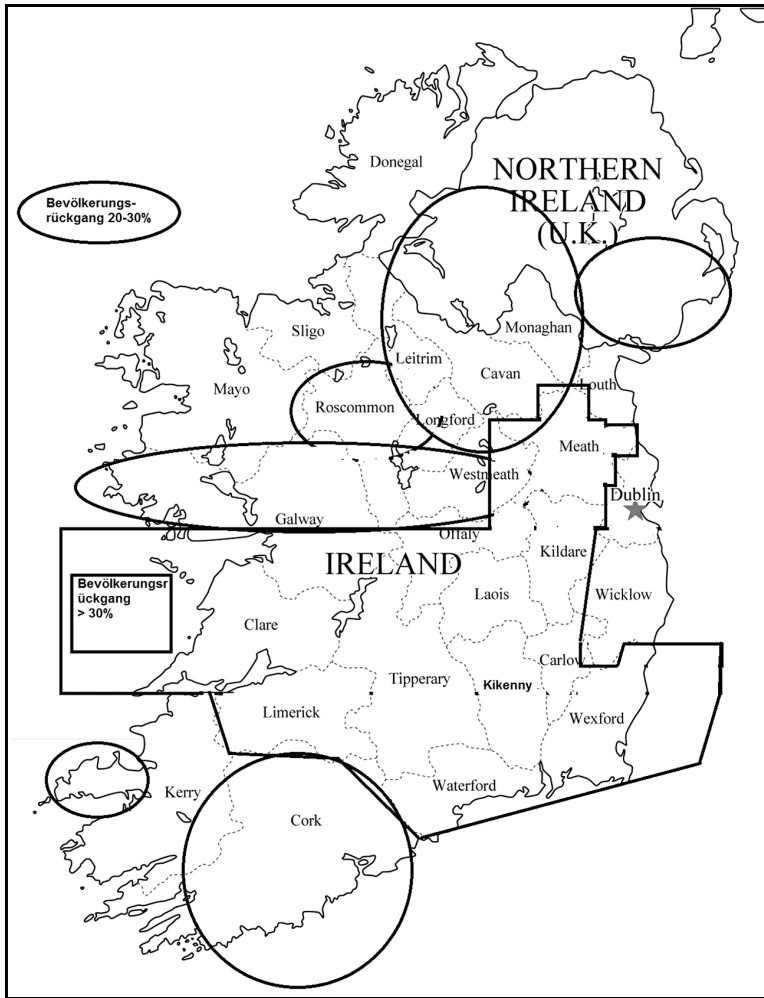 Donegal
NORTHERN
IRELAND
(U.K.)
Bevölkerungs-
rückgang 20-30%
Sligo
Monaghan
Leitrim
Cavan
Mayo
Louth
Roscommon
Longford
Meath
Westmeath
Dublin
Galway
Offaly
Kildare
IRELAND
Bevölkerungsr
ückgang
> 30%
Laois
Wicklow
Clare
Carlow
Tipperary
Kikenny
Limerick
Wexford
Waterford
Kerry
Cork